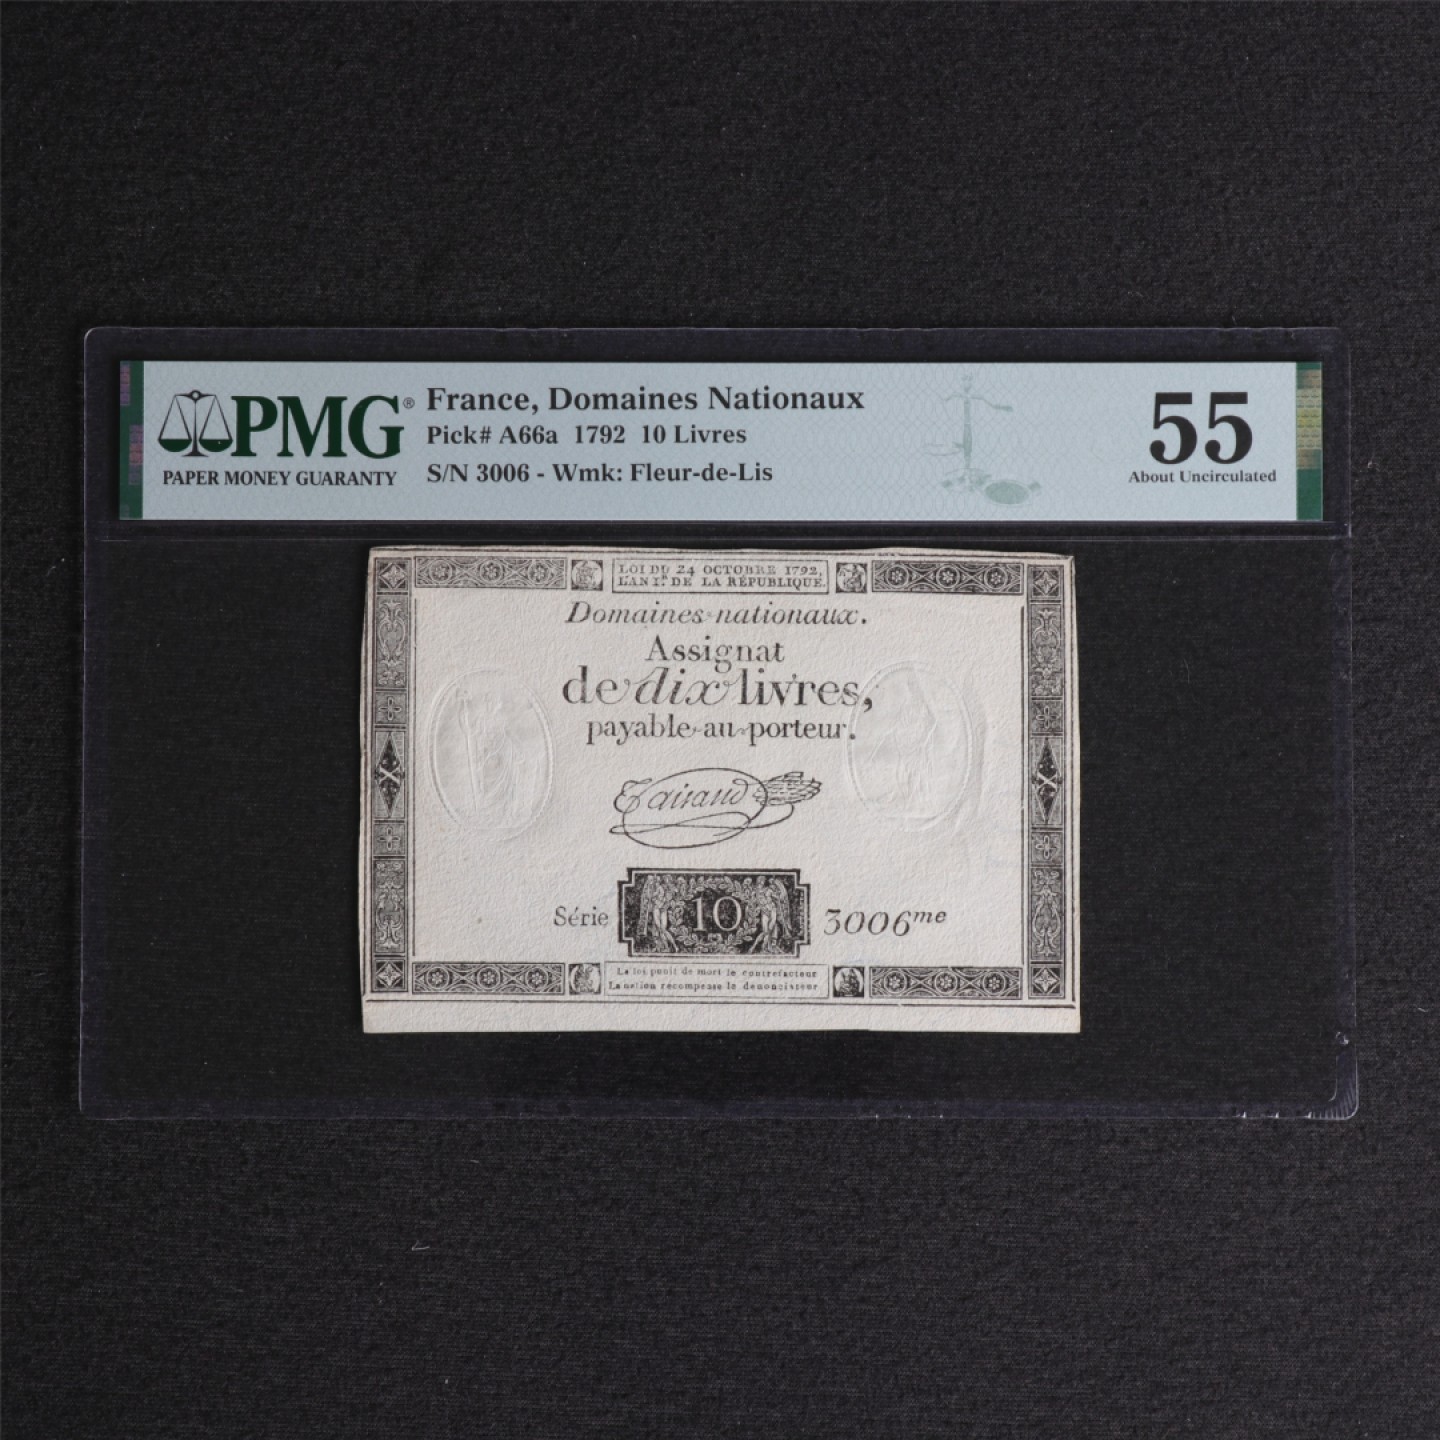 PMG®
PAPER MONEY GUARANTY
France, Domaines Nationaux
Pick# A66a 1792 10 Livres
S/N 3006 - Wmk: Fleur-de-Lis
55
About Uncirculated
LOI DU 24 OCTOBRE 1792,
L'AN 1ᵉʳ. DE LA RÉPUBLIQUE.
Domaines nationaux.
Assignat
de dix livres,
payable au porteur.
Taisaud
Série 10 3006me
La loi punit de mort le contrefacteur
La nation récompense le dénonciateur